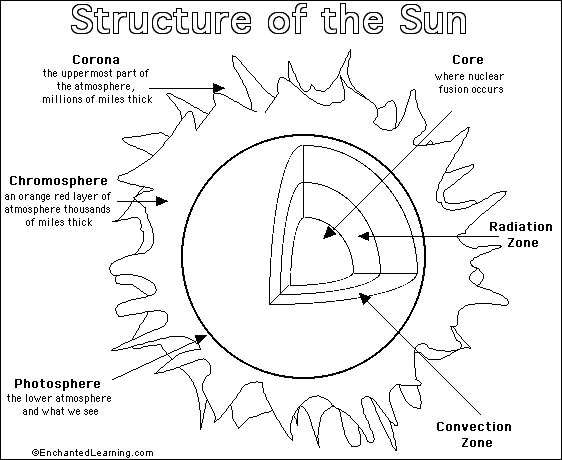 Structure of the Sun
Corona
the uppermost part of
the atmosphere,
millions of miles thick
Core
where nuclear
fusion occurs
Chromosphere
an orange red layer of
atmosphere thousands
of miles thick
Radiation
Zone
Photosphere
the lower atmosphere
and what we see
Convection
Zone
©EnchantedLearning.com